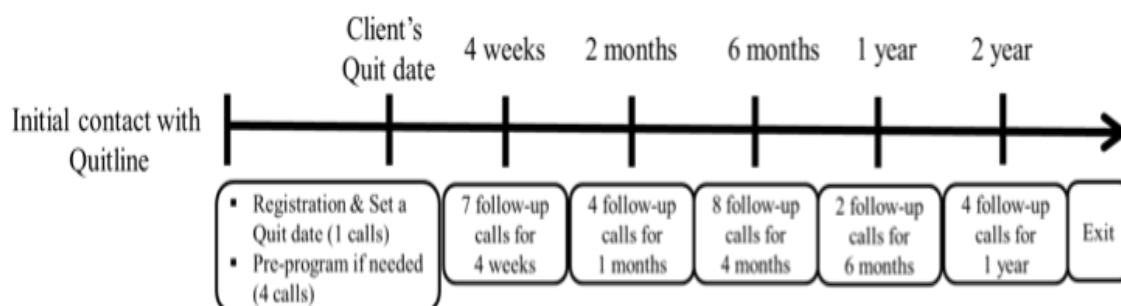 Client's
Quit date
4 weeks
2 months
6 months
1 year
2 year
Initial contact with
Quitline
▪ Registration & Set a
Quit date (1 calls)
▪ Pre-program if needed
(4 calls)
7 follow-up
calls for
4 weeks
4 follow-up
calls for
1 months
8 follow-up
calls for
4 months
2 follow-up
calls for
6 months
4 follow-up
calls for
1 year
Exit